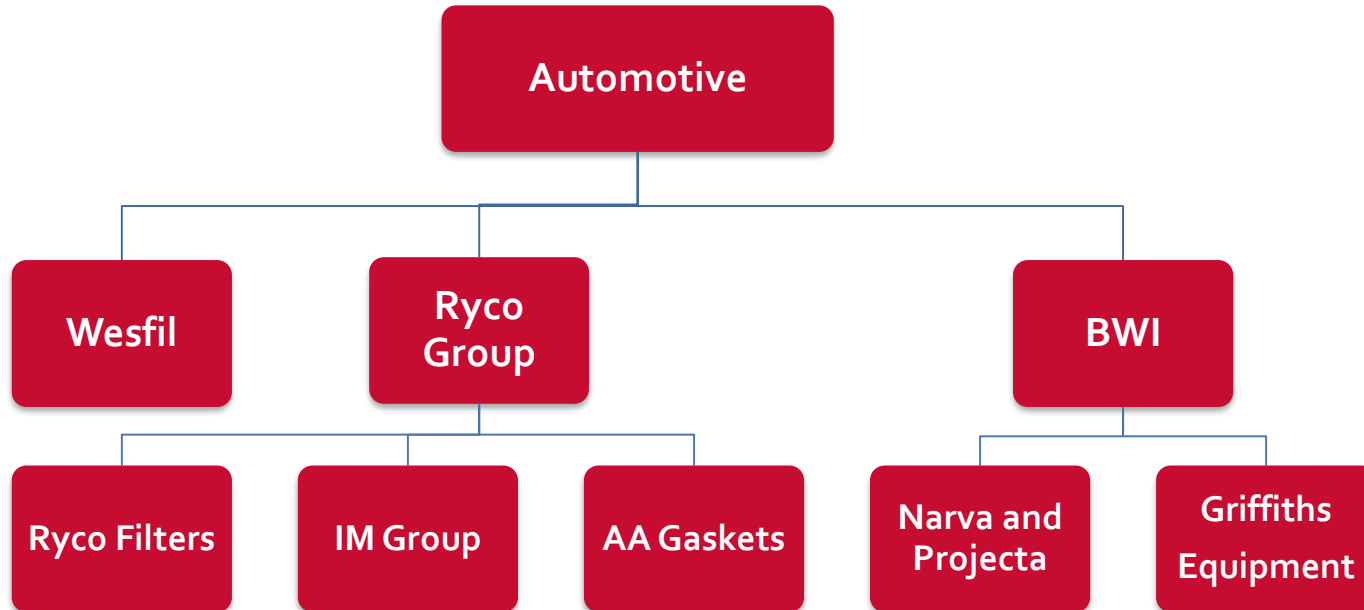 Automotive
Wesfil
Ryco
Group
BWI
Ryco Filters
IM Group
AA Gaskets
Narva and
Projecta
Griffiths
Equipment